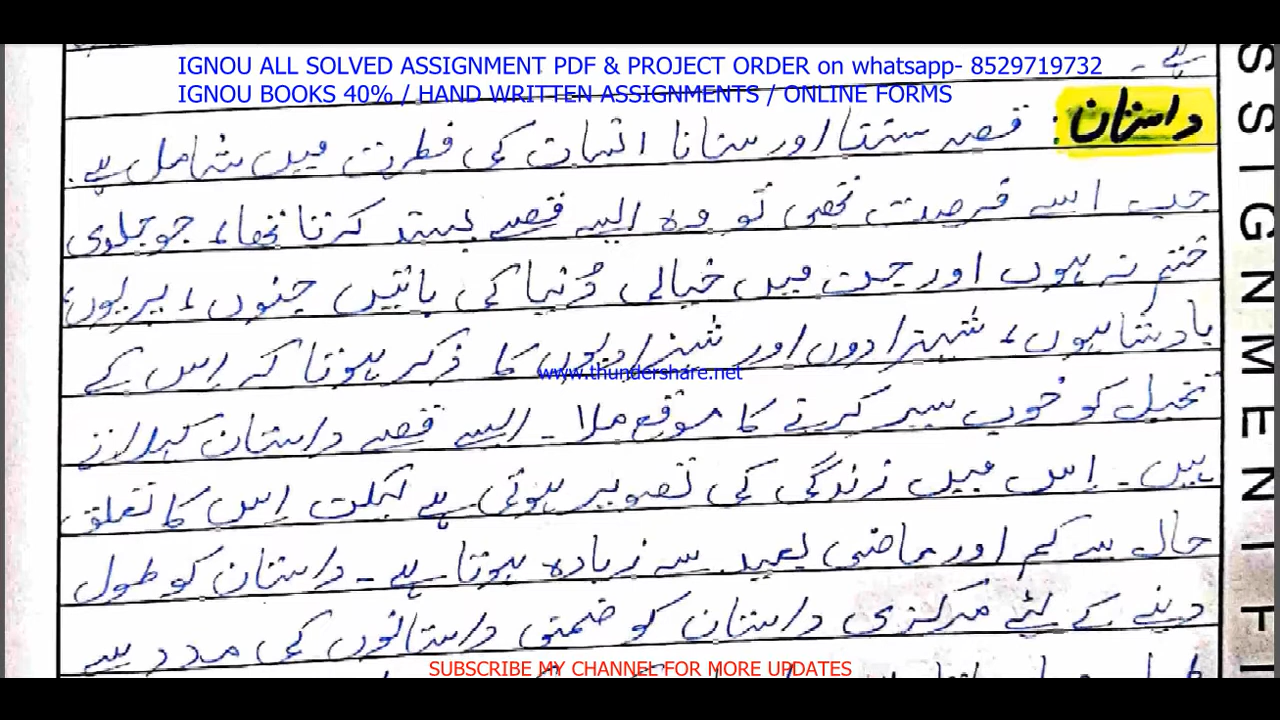 IGNOU ALL SOLVED ASSIGNMENT PDF & PROJECT ORDER on whatsapp- 8529719732
IGNOU BOOKS 40% / HAND WRITTEN ASSIGNMENTS / ONLINE FORMS
ہے ۔
داستان : قصہ سننا اور سنانا انسان کی فطرت میں شامل ہے۔
جب اسے فرصت تھی تو وہ ایسے قصے پسند کرتا تھا، جو جلدی
ختم نہ ہوں اور جن میں خیالی دُنیا کی باتیں جنوں، پریوں،
بادشاہوں، شہزادوں اور شہزادیوں کا ذکر ہوتا کہ اِس کے
www.thundershare.net
تخیل کو خوب سیر کرنے کا موقع ملا۔ ایسے قصے داستان
ہیں۔ اِس میں زندگی کی تصویر ہوتی ہے لیکن اِس کا تعلق
حال سے کم اور ماضی بعید سے زیادہ ہوتا ہے۔ داستان کو طول
دینے کے لئے مرکزی داستان کو ضمنی داستانوں کی مدد سے
SUBSCRIBE MY CHANNEL FOR MORE UPDATES
SSIGNMENT FI